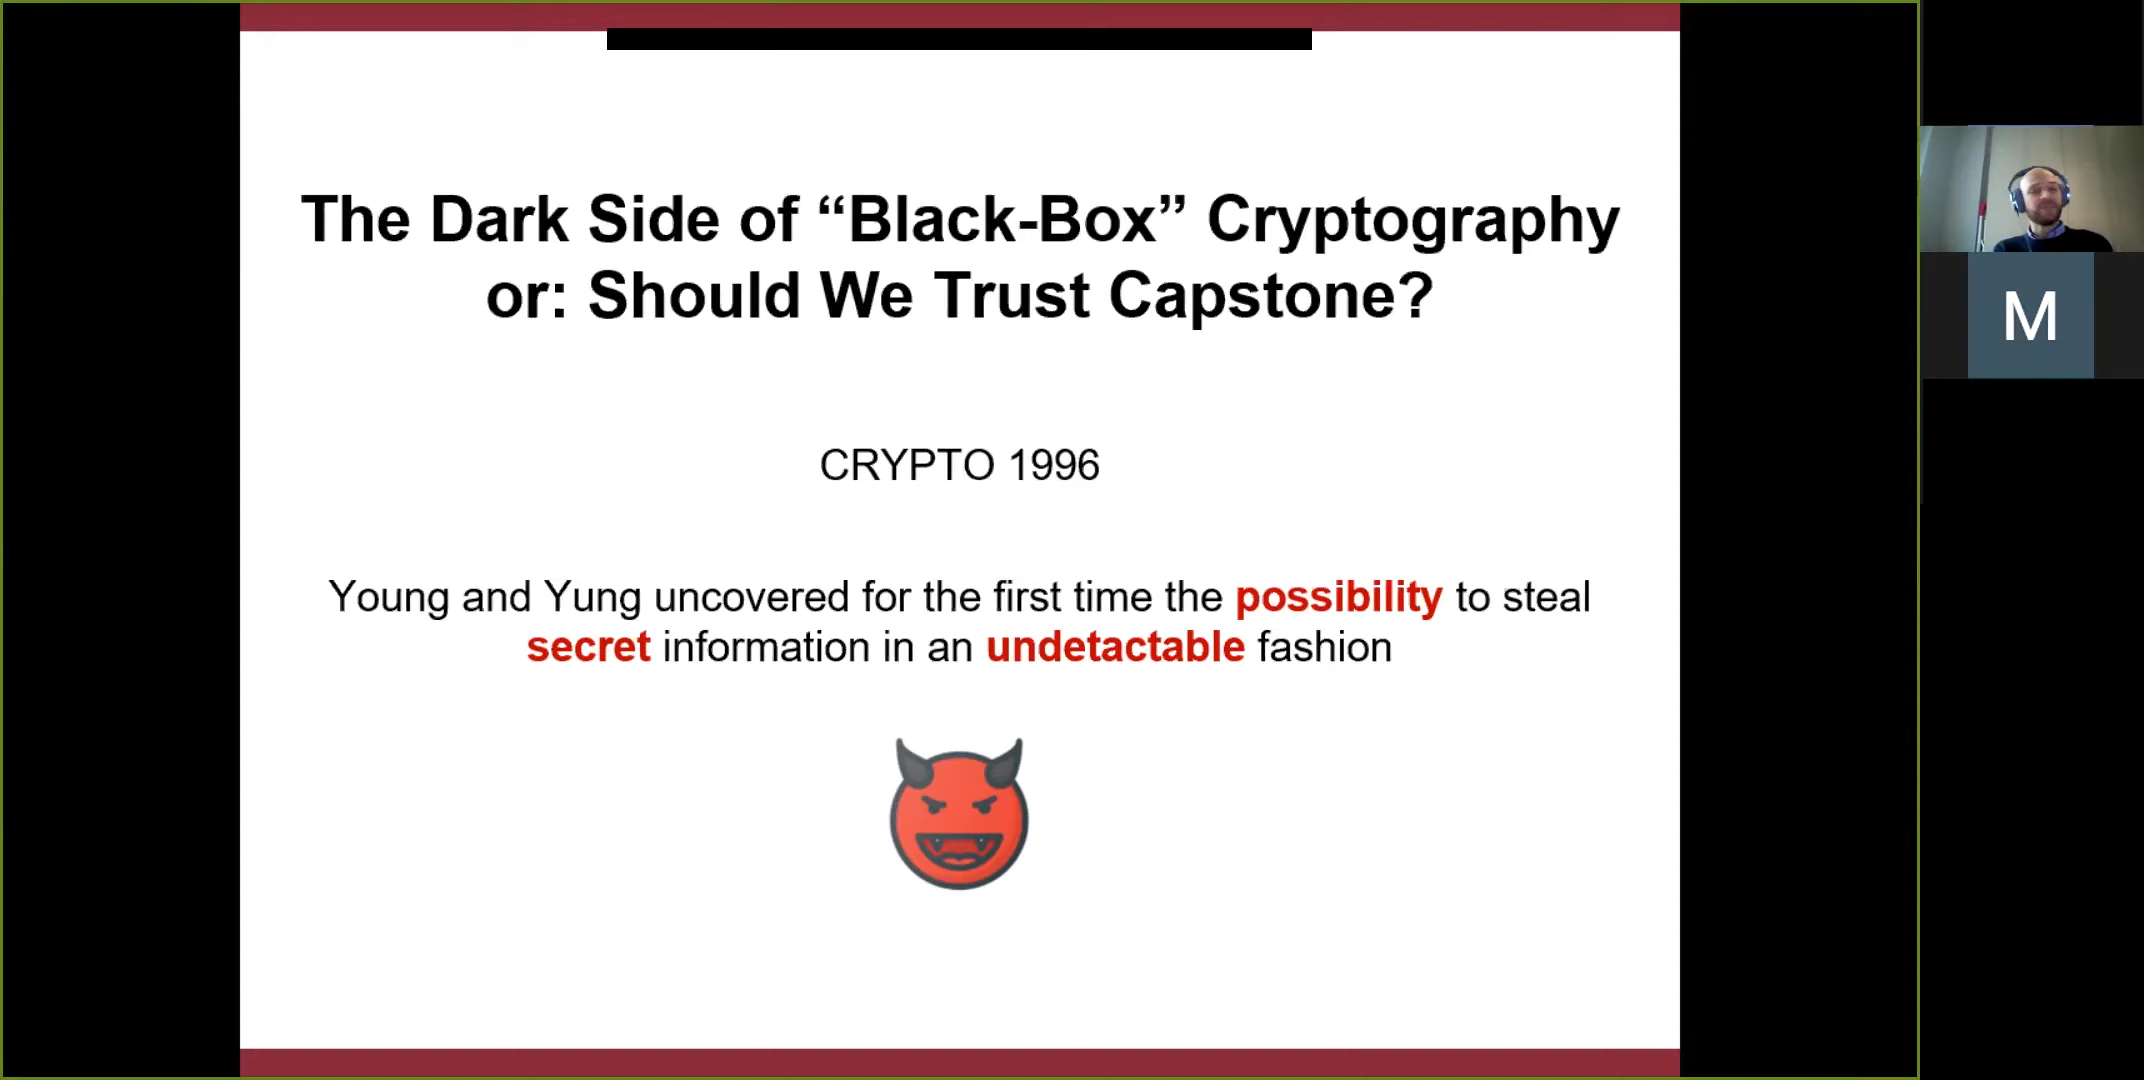 The Dark Side of “Black-Box” Cryptography
or: Should We Trust Capstone?
CRYPTO 1996
Young and Yung uncovered for the first time the possibility to steal
secret information in an undetactable fashion
M